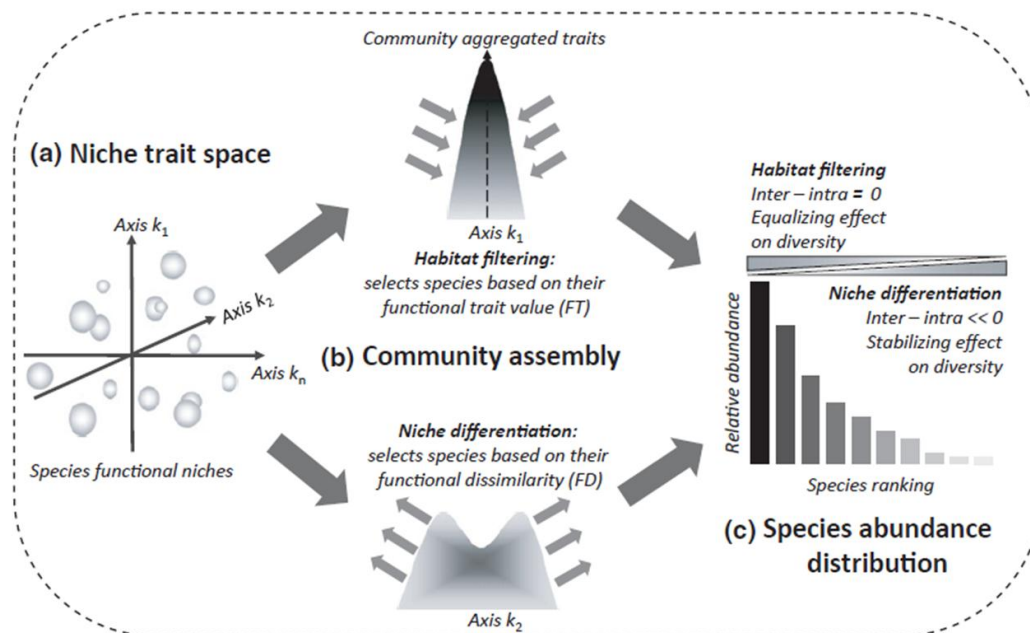 Community aggregated traits
(a) Niche trait space
Axis k1
Axis k2
Axis kn
Species functional niches
Axis k1
Habitat filtering:
selects species based on their
functional trait value (FT)
(b) Community assembly
Niche differentiation:
selects species based on their
functional dissimilarity (FD)
Axis k2
Habitat filtering
Inter – intra = 0
Equalizing effect
on diversity
Niche differentiation
Inter – intra << 0
Stabilizing effect
on diversity
Relative abundance
Species ranking
(c) Species abundance
distribution